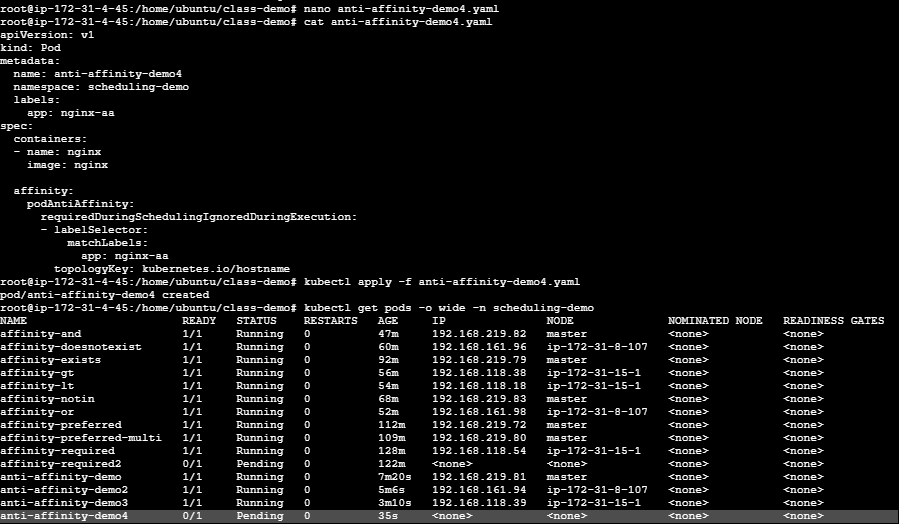 root@ip-172-31-4-45:/home/ubuntu/class-demo# nano anti-affinity-demo4.yaml
root@ip-172-31-4-45:/home/ubuntu/class-demo# cat anti-affinity-demo4.yaml
apiVersion: v1
kind: Pod
metadata:
  name: anti-affinity-demo4
  namespace: scheduling-demo
  labels:
    app: nginx-aa
spec:
  containers:
  - name: nginx
    image: nginx

  affinity:
    podAntiAffinity:
      requiredDuringSchedulingIgnoredDuringExecution:
      - labelSelector:
          matchLabels:
            app: nginx-aa
        topologyKey: kubernetes.io/hostname
root@ip-172-31-4-45:/home/ubuntu/class-demo# kubectl apply -f anti-affinity-demo4.yaml
pod/anti-affinity-demo4 created
root@ip-172-31-4-45:/home/ubuntu/class-demo# kubectl get pods -o wide -n scheduling-demo
NAME                       READY   STATUS    RESTARTS   AGE     IP               NODE              NOMINATED NODE   READINESS GATES
affinity-and               1/1     Running   0          47m     192.168.219.82   master            <none>           <none>
affinity-doesnotexist      1/1     Running   0          60m     192.168.161.96   ip-172-31-8-107   <none>           <none>
affinity-exists            1/1     Running   0          92m     192.168.219.79   master            <none>           <none>
affinity-gt                1/1     Running   0          56m     192.168.118.38   ip-172-31-15-1    <none>           <none>
affinity-lt                1/1     Running   0          54m     192.168.118.18   ip-172-31-15-1    <none>           <none>
affinity-notin             1/1     Running   0          68m     192.168.219.83   master            <none>           <none>
affinity-or                1/1     Running   0          52m     192.168.161.98   ip-172-31-8-107   <none>           <none>
affinity-preferred         1/1     Running   0          112m    192.168.219.72   master            <none>           <none>
affinity-preferred-multi   1/1     Running   0          109m    192.168.219.80   master            <none>           <none>
affinity-required          1/1     Running   0          128m    192.168.118.54   ip-172-31-15-1    <none>           <none>
affinity-required2         0/1     Pending   0          122m    <none>           <none>            <none>           <none>
anti-affinity-demo         1/1     Running   0          7m20s   192.168.219.81   master            <none>           <none>
anti-affinity-demo2        1/1     Running   0          5m6s    192.168.161.94   ip-172-31-8-107   <none>           <none>
anti-affinity-demo3        1/1     Running   0          3m10s   192.168.118.39   ip-172-31-15-1    <none>           <none>
anti-affinity-demo4        0/1     Pending   0          35s     <none>           <none>            <none>           <none>